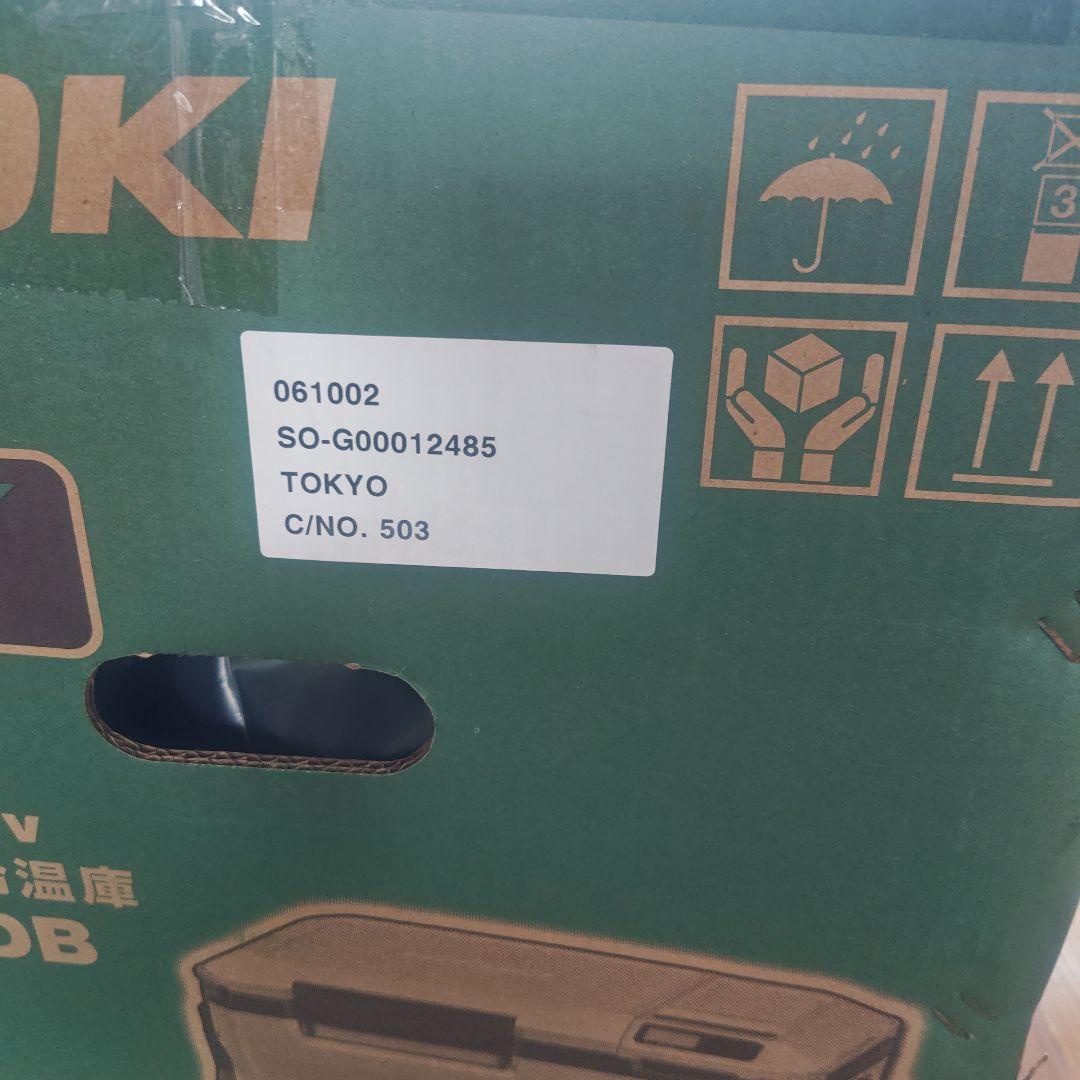 OKI
3
061002
SO-G00012485
TOKYO
C/NO. 503
V
温庫
0B